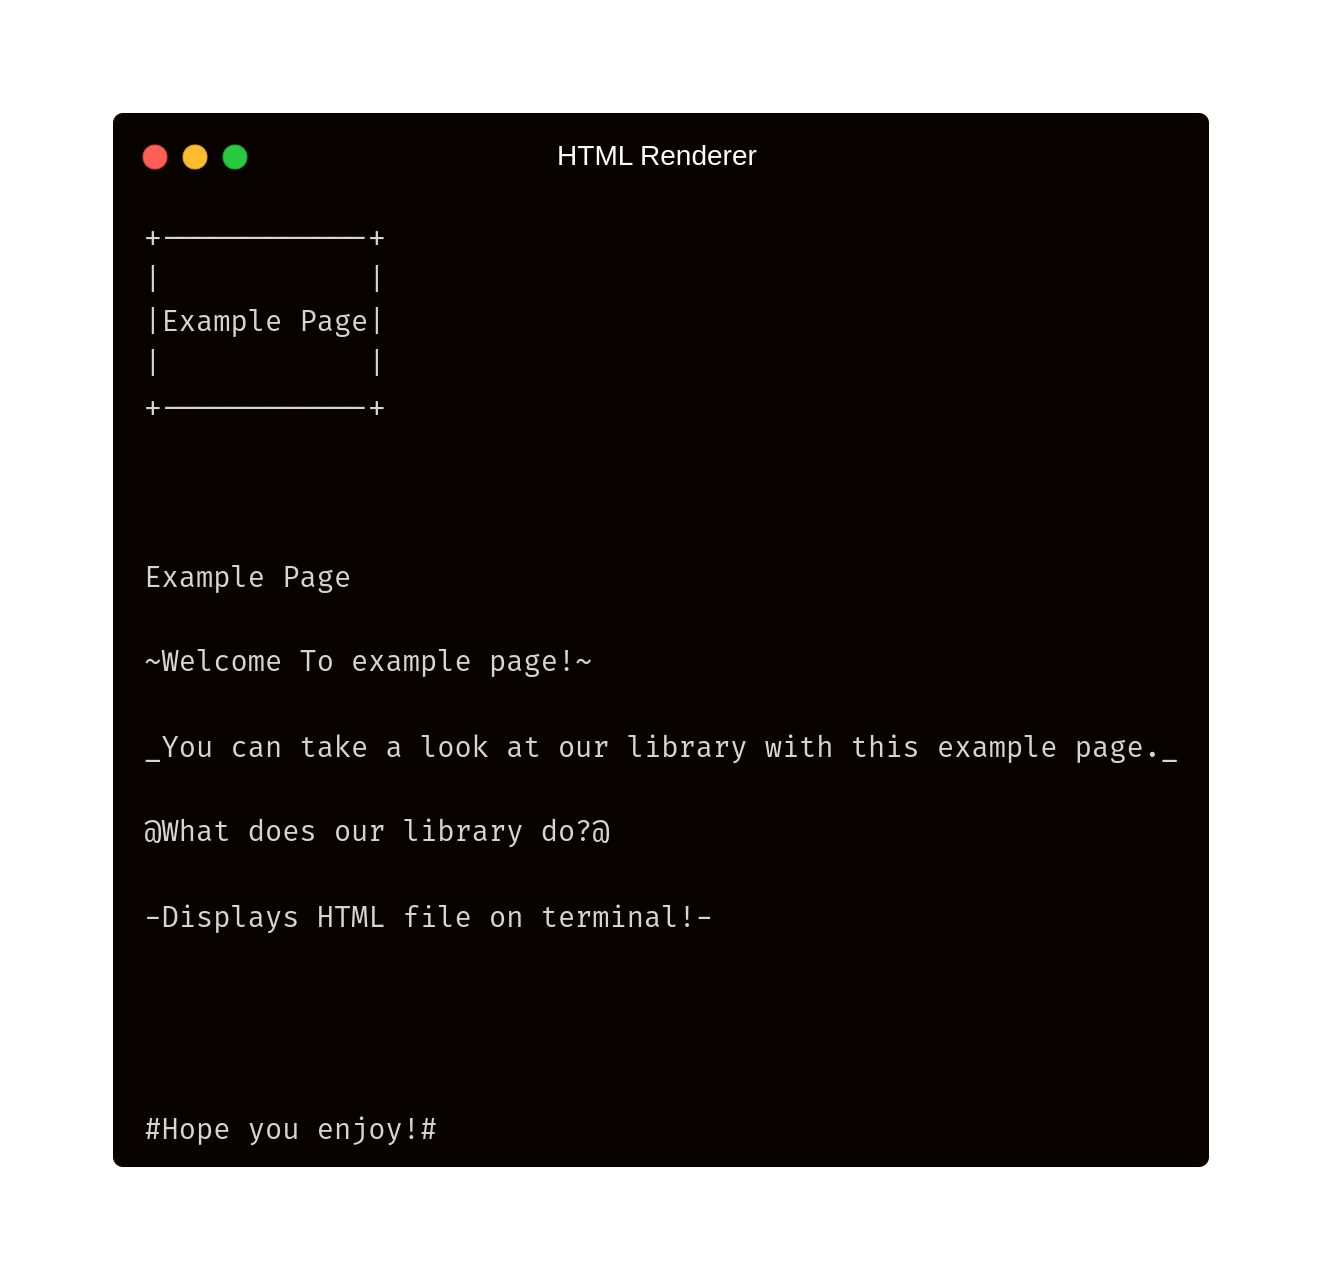 HTML Renderer
+------------+
|            |
|Example Page|
|            |
+------------+
Example Page
~Welcome To example page!~
_You can take a look at our library with this example page._
@What does our library do?@
-Displays HTML file on terminal!-
#Hope you enjoy!#